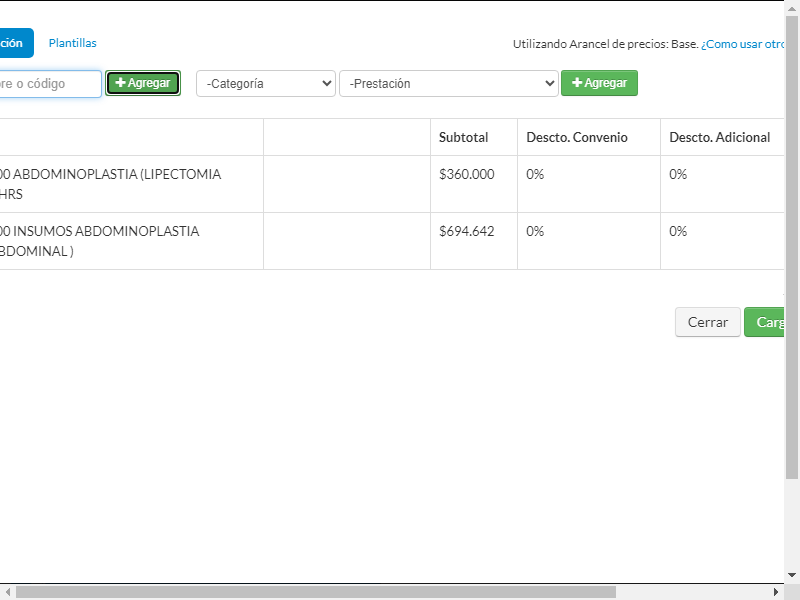 ción Plantillas Utilizando Arancel de precios: Base. ¿Como usar otro
re o código Agregar -Categoría -Prestación Agregar
Subtotal Descto. Convenio Descto. Adicional
00 ABDOMINOPLASTIA (LIPECTOMIA $360.000 0% 0%
HRS
00 INSUMOS ABDOMINOPLASTIA $694.642 0% 0%
BDOMINAL )
Cerrar Carg